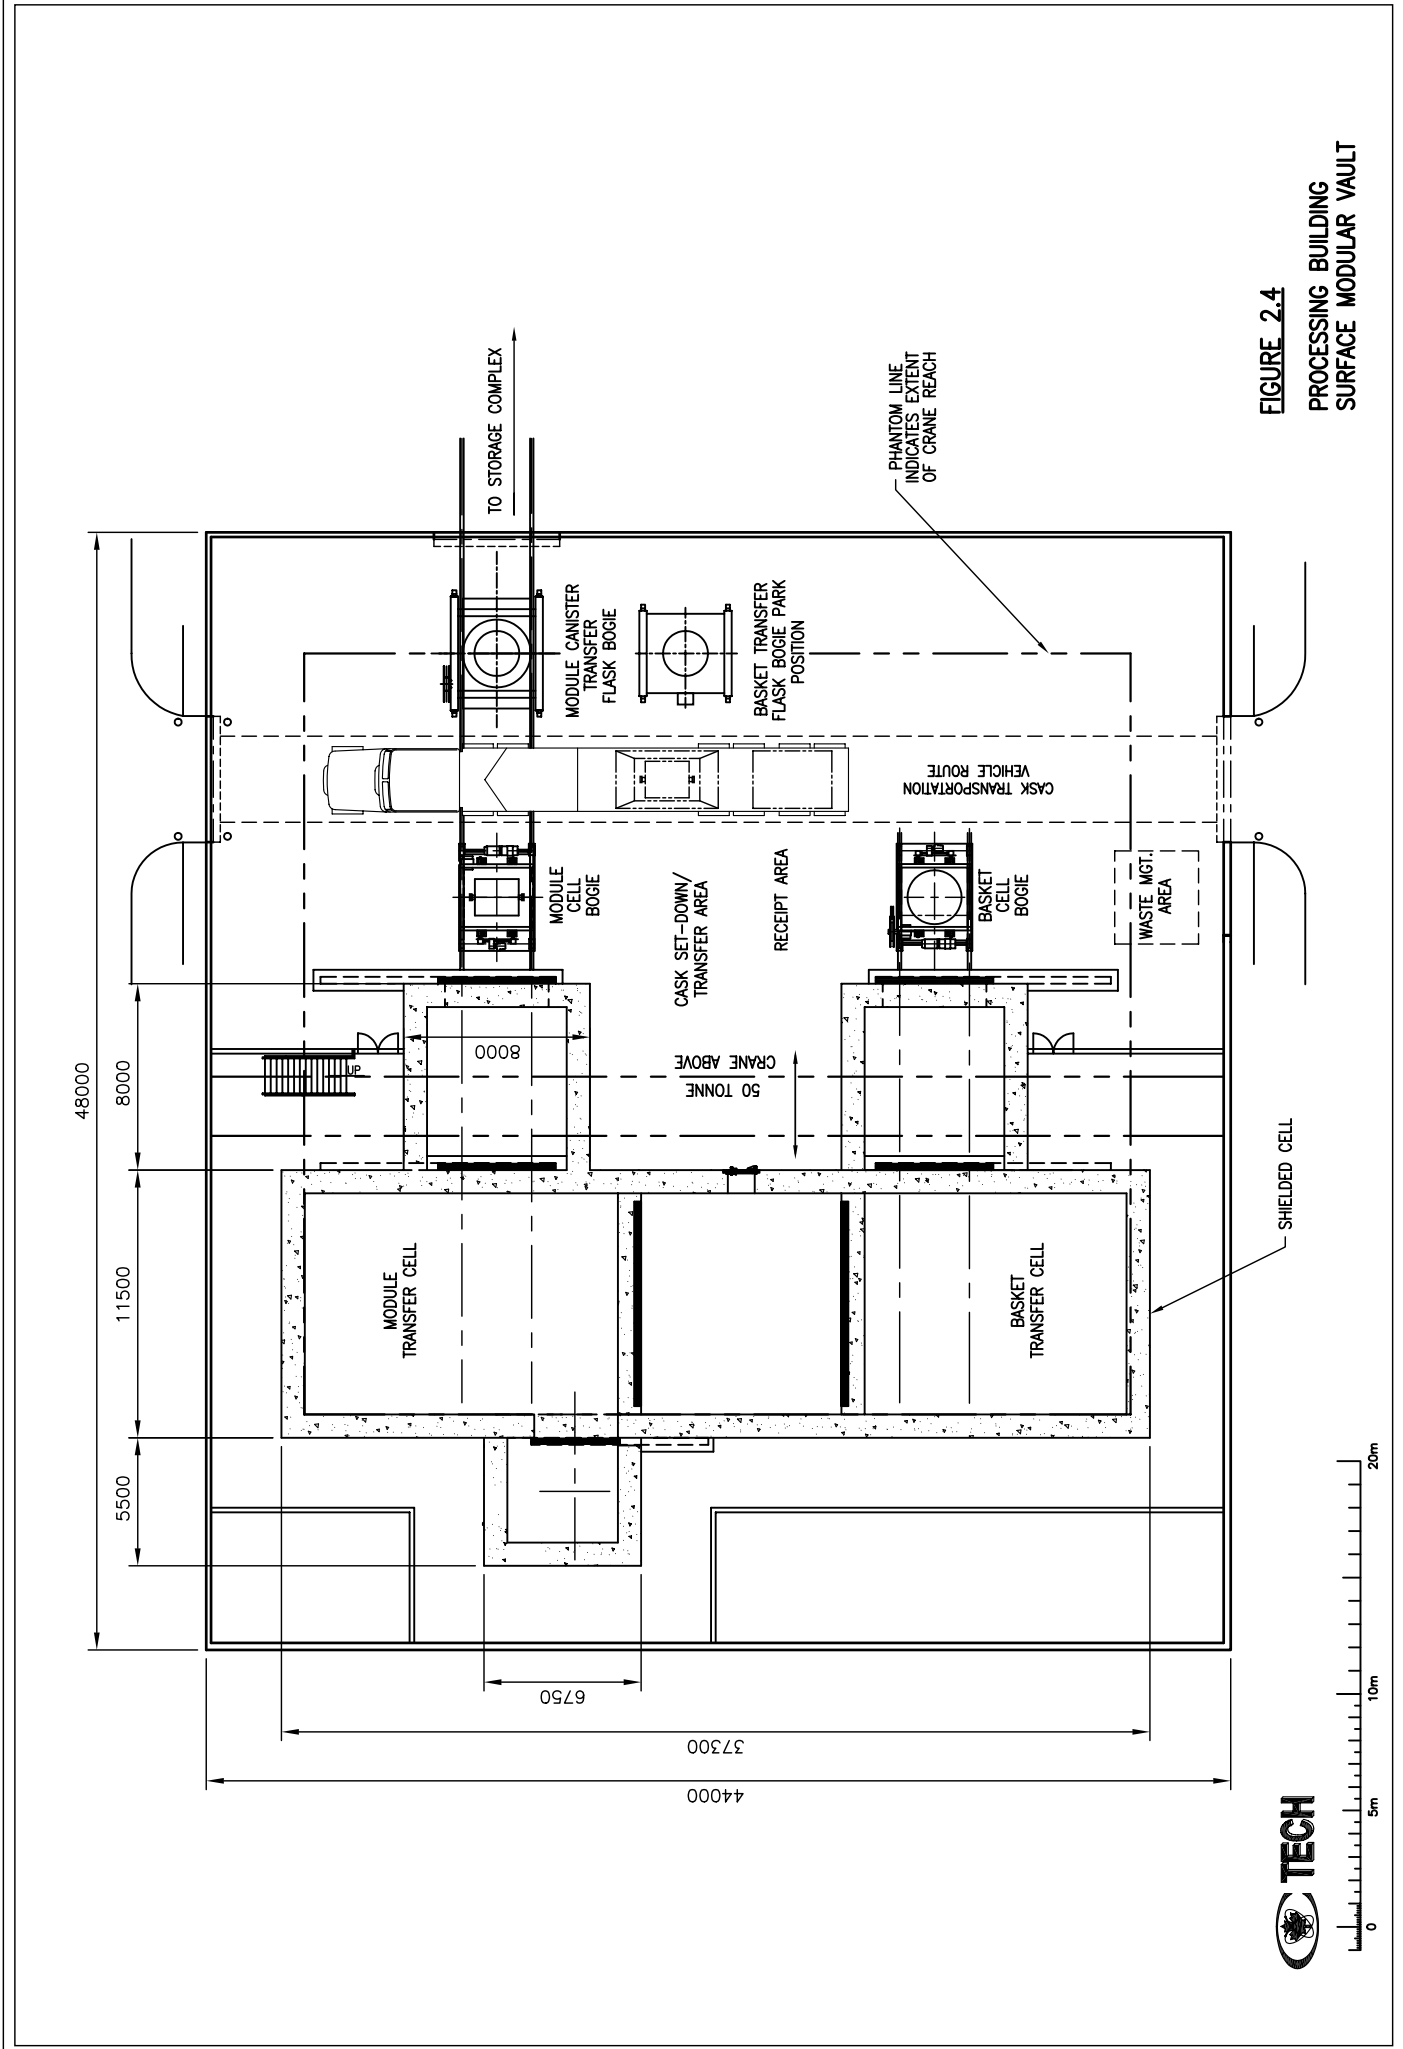 48000
8000
11500
5500
TO STORAGE COMPLEX
PHANTOM LINE
INDICATES EXTENT
OF CRANE REACH
MODULE CANISTER
TRANSFER
FLASK BOGIE
BASKET TRANSFER
FLASK BOGIE PARK
POSITION
CASK TRANSPORTATION
VEHICLE ROUTE
MODULE
CELL
BOGIE
CASK SET-DOWN/
TRANSFER AREA
RECEIPT AREA
BASKET
CELL
BOGIE
WASTE MGT.
AREA
UP
8000
50 TONNE
CRANE ABOVE
MODULE
TRANSFER CELL
BASKET
TRANSFER CELL
SHIELDED CELL
6750
37300
44000
FIGURE 2.4
PROCESSING BUILDING
SURFACE MODULAR VAULT
TECH
0
5m
10m
20m